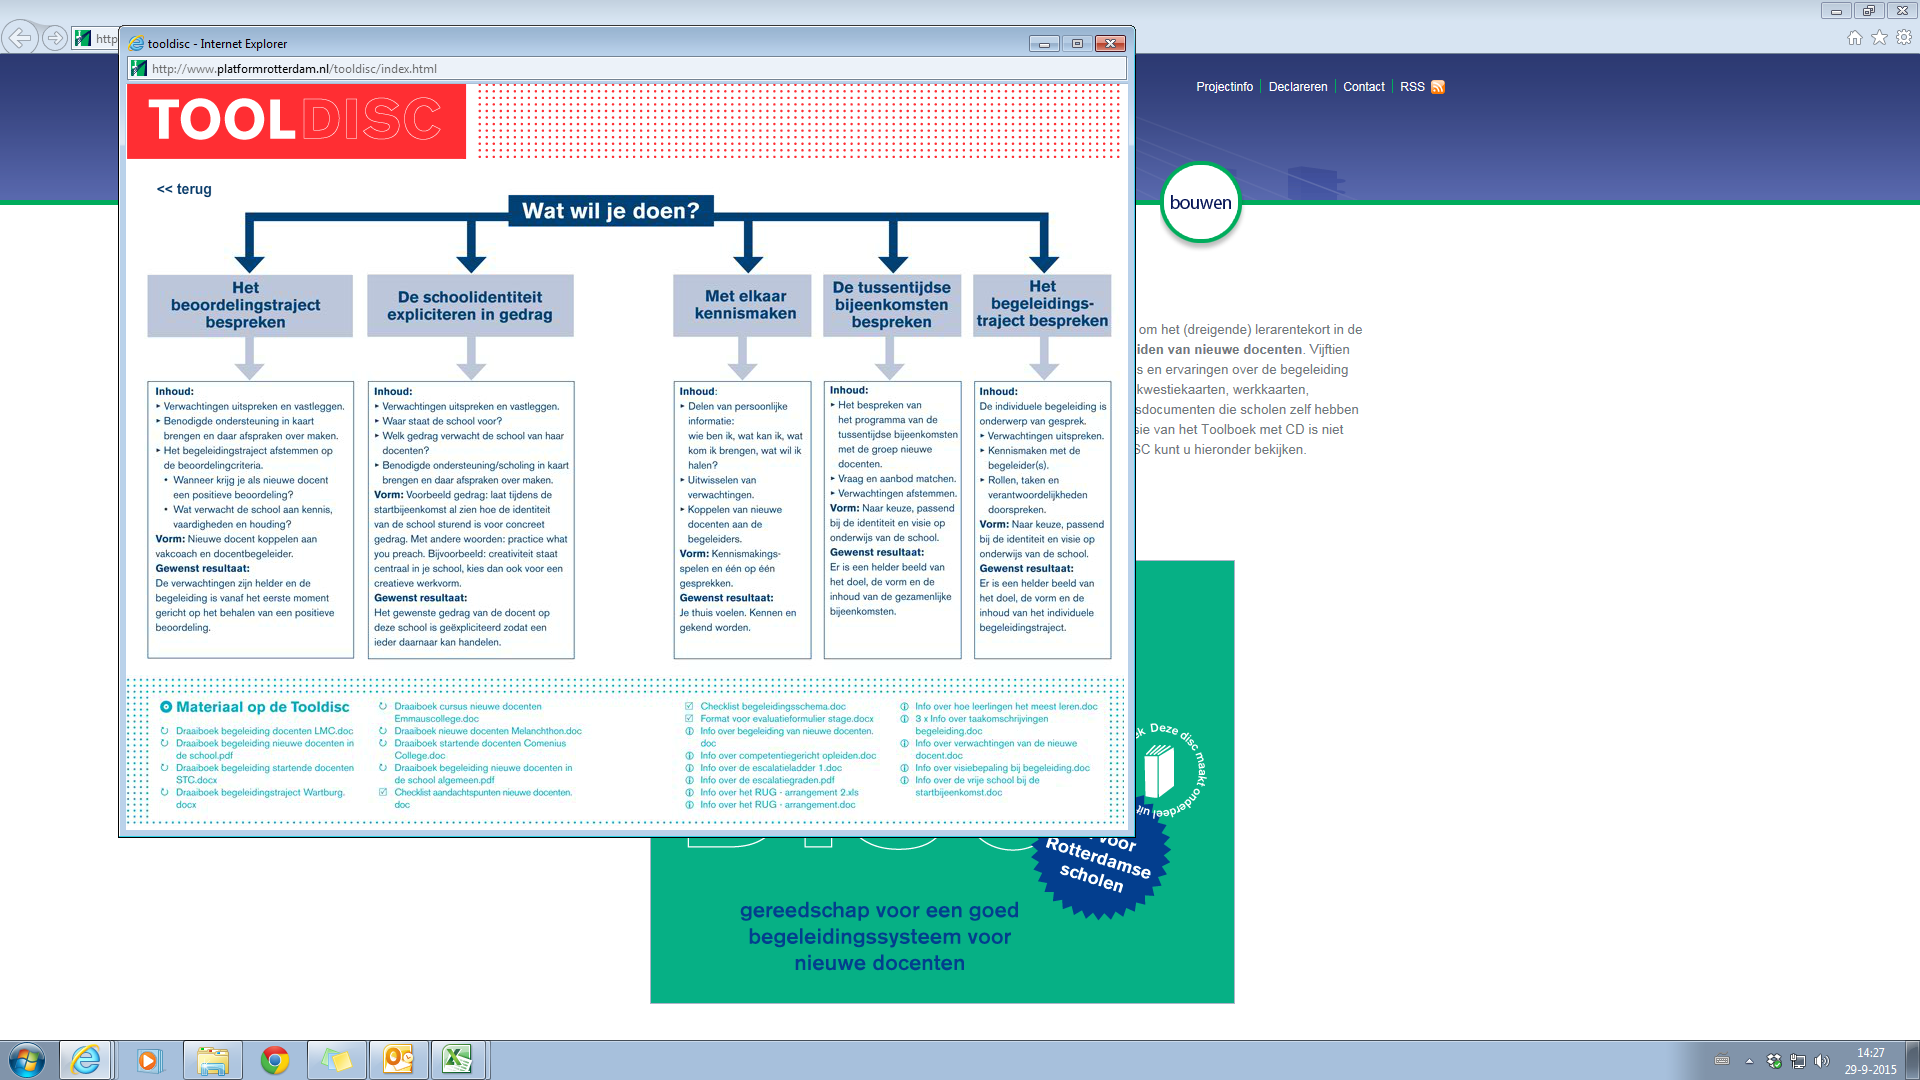 tooldisc - Internet Explorer
http
http://www.platformrotterdam.nl/tooldisc/index.html
Projectinfo
Declareren
Contact
RSS
bouwen
TOOLDISC
<< terug
Wat wil je doen?
Het
beoordelingstraject
bespreken
De schoolidentiteit
expliciteren in gedrag
Met elkaar
kennismaken
De tussentijdse
bijeenkomsten
bespreken
Het
begeleidings-
traject bespreken
Inhoud:
▸ Verwachtingen uitspreken en vastleggen.
▸ Benodigde ondersteuning in kaart
brengen en daar afspraken over maken.
▸ Het begeleidingstraject afstemmen op
de beoordelingcriteria.
• Wanneer krijg je als nieuwe docent
een positieve beoordeling?
• Wat verwacht de school aan kennis,
vaardigheden en houding?
Vorm: Nieuwe docent koppelen aan
vakcoach en docentbegeleider.
Gewenst resultaat:
De verwachtingen zijn helder en de
begeleiding is vanaf het eerste moment
gericht op het behalen van een positieve
beoordeling.
Inhoud:
▸ Verwachtingen uitspreken en vastleggen.
▸ Waar staat de school voor?
▸ Welk gedrag verwacht de school van haar
docenten?
▸ Benodigde ondersteuning/scholing in kaart
brengen en daar afspraken over maken.
Vorm: Voorbeeld gedrag: laat tijdens de
startbijeenkomst al zien hoe de identiteit
van de school sturend is voor concreet
gedrag. Met andere woorden: practice what
you preach. Bijvoorbeeld: creativiteit staat
centraal in je school, kies dan ook voor een
creatieve werkvorm.
Gewenst resultaat:
Het gewenste gedrag van de docent op
deze school is geëxpliciteerd zodat een
ieder daarnaar kan handelen.
Inhoud:
▸ Delen van persoonlijke
informatie:
wie ben ik, wat kan ik, wat
kom ik brengen, wat wil ik
halen?
▸ Uitwisselen van
verwachtingen.
▸ Koppelen van nieuwe
docenten aan de
begeleiders.
Vorm: Kennismakings-
spelen en één op één
gesprekken.
Gewenst resultaat:
Je thuis voelen. Kennen en
gekend worden.
Inhoud:
▸ Het bespreken van
het programma van de
tussentijdse bijeenkomsten
met de groep nieuwe
docenten.
▸ Vraag en aanbod matchen.
▸ Verwachtingen afstemmen.
Vorm: Naar keuze, passend
bij de identiteit en visie op
onderwijs van de school.
Gewenst resultaat:
Er is een helder beeld van
het doel, de vorm en de
inhoud van de gezamenlijke
bijeenkomsten.
Inhoud:
De individuele begeleiding is
onderwerp van gesprek.
▸ Verwachtingen uitspreken.
▸ Kennismaken met de
begeleider(s).
▸ Rollen, taken en
verantwoordelijkheden
doorspreken.
Vorm: Naar keuze, passend
bij de identiteit en visie op
onderwijs van de school.
Gewenst resultaat:
Er is een helder beeld van
het doel, de vorm en de
inhoud van het individuele
begeleidingstraject.
Materiaal op de Tooldisc
Draaiboek begeleiding docenten LMC.doc
Draaiboek begeleiding nieuwe docenten in
de school.pdf
Draaiboek begeleiding startende docenten
STC.docx
Draaiboek begeleidingstraject Wartburg.
docx
Draaiboek cursus nieuwe docenten
Emmauscollege.doc
Draaiboek nieuwe docenten Melanchthon.doc
Draaiboek startende docenten Comenius
College.doc
Draaiboek begeleiding nieuwe docenten in
de school algemeen.pdf
Checklist aandachtspunten nieuwe docenten.
doc
Checklist begeleidingsschema.doc
Format voor evaluatieformulier stage.docx
Info over begeleiding van nieuwe docenten.
doc
Info over competentiegericht opleiden.doc
Info over de escalatieladder 1.doc
Info over de escalatiegraden.pdf
Info over het RUG - arrangement 2.xls
Info over het RUG - arrangement.doc
Info over hoe leerlingen het meest leren.doc
3 x Info over taakomschrijvingen
begeleiding.doc
Info over verwachtingen van de nieuwe
docent.doc
Info over visiebepaling bij begeleiding.doc
Info over de vrije school bij de
startbijeenkomst.doc
om het (dreigende) lerarentekort in de
iden van nieuwe docenten. Vijftien
s en ervaringen over de begeleiding
kwestiekaarten, werkkaarten,
sdocumenten die scholen zelf hebben
sie van het Toolboek met CD is niet
SC kunt u hieronder bekijken.
k Deze disc maakt onderdeel uit
voor
Rotterdamse
scholen
gereedschap voor een goed
begeleidingssysteem voor
nieuwe docenten
14:27
29-9-2015